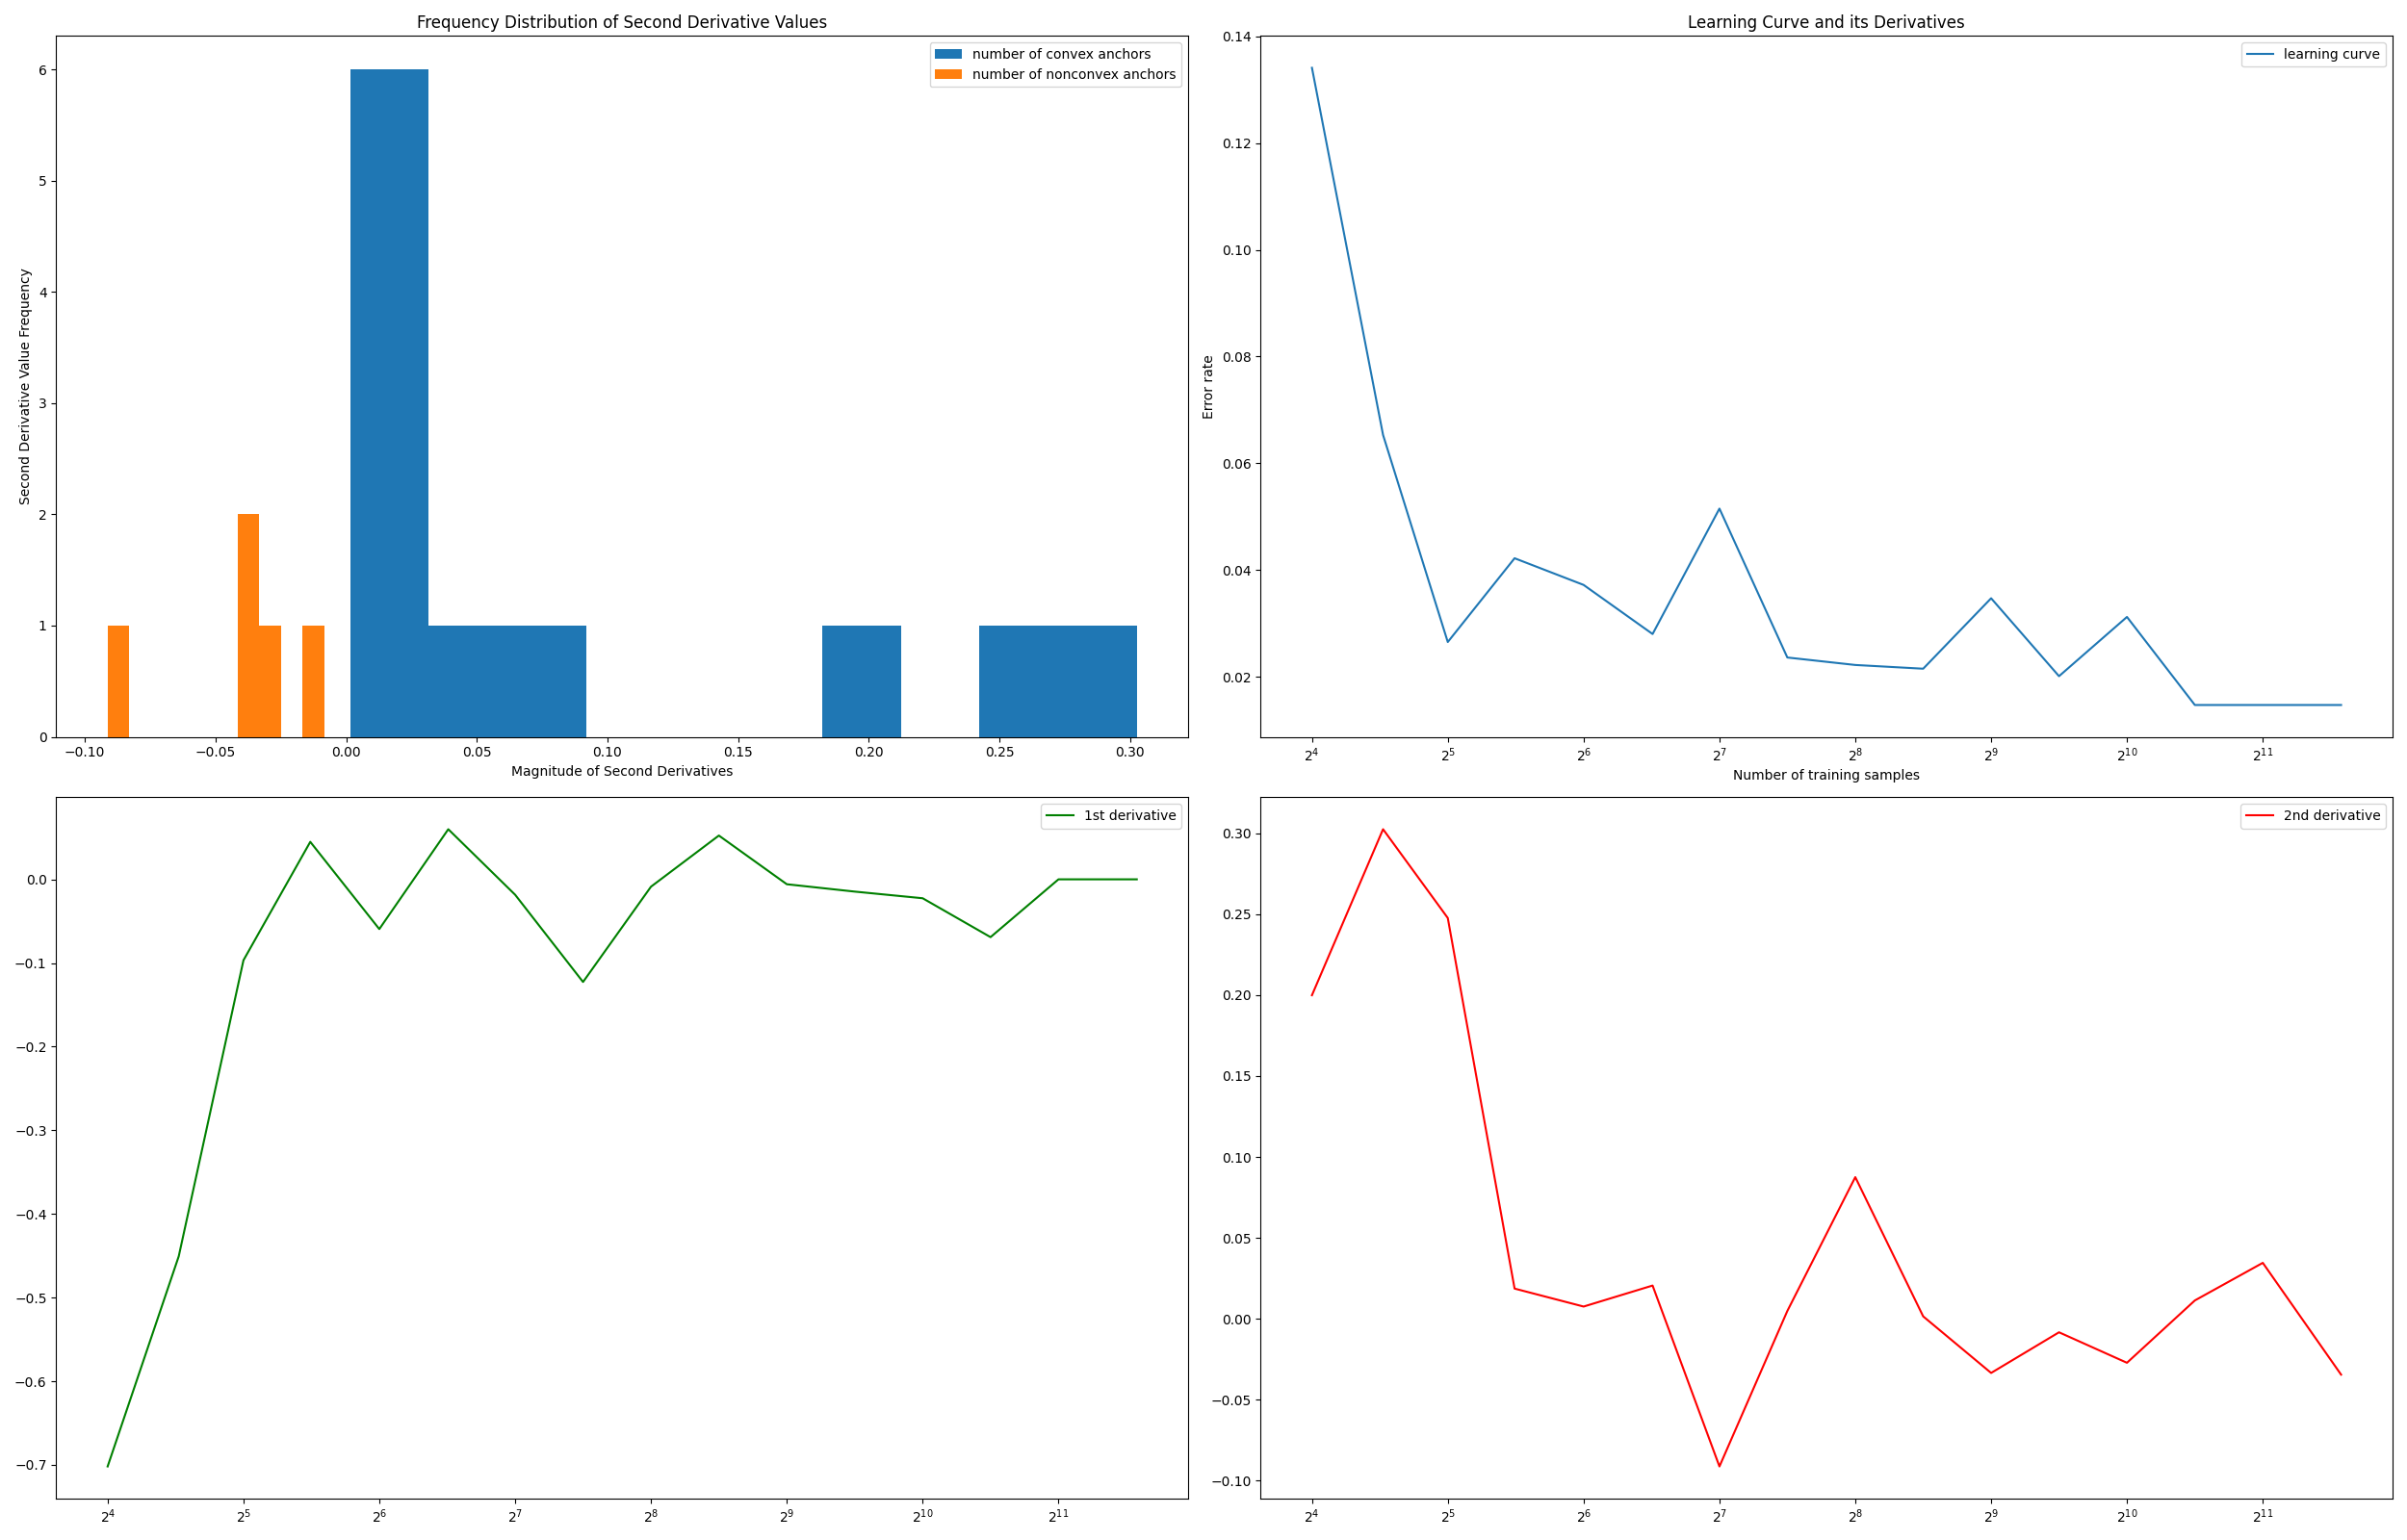 Frequency Distribution of Second Derivative Values
number of convex anchors
number of nonconvex anchors
Second Derivative Value Frequency
6
5
4
3
2
1
0
−0.10 −0.05 0.00 0.05 0.10 0.15 0.20 0.25 0.30
Magnitude of Second Derivatives
Learning Curve and its Derivatives
learning curve
Error rate
0.14
0.12
0.10
0.08
0.06
0.04
0.02
2⁴ 2⁵ 2⁶ 2⁷ 2⁸ 2⁹ 2¹⁰ 2¹¹
Number of training samples
1st derivative
0.0
−0.1
−0.2
−0.3
−0.4
−0.5
−0.6
−0.7
2⁴ 2⁵ 2⁶ 2⁷ 2⁸ 2⁹ 2¹⁰ 2¹¹
2nd derivative
0.30
0.25
0.20
0.15
0.10
0.05
0.00
−0.05
−0.10
2⁴ 2⁵ 2⁶ 2⁷ 2⁸ 2⁹ 2¹⁰ 2¹¹